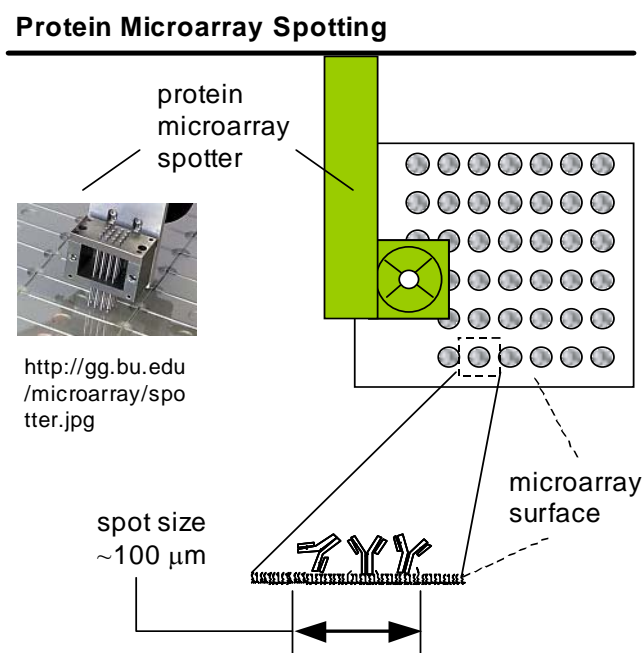 Protein Microarray Spotting
protein
microarray
spotter
http://gg.bu.edu
/microarray/spo
tter.jpg
microarray
surface
spot size
~100 μm